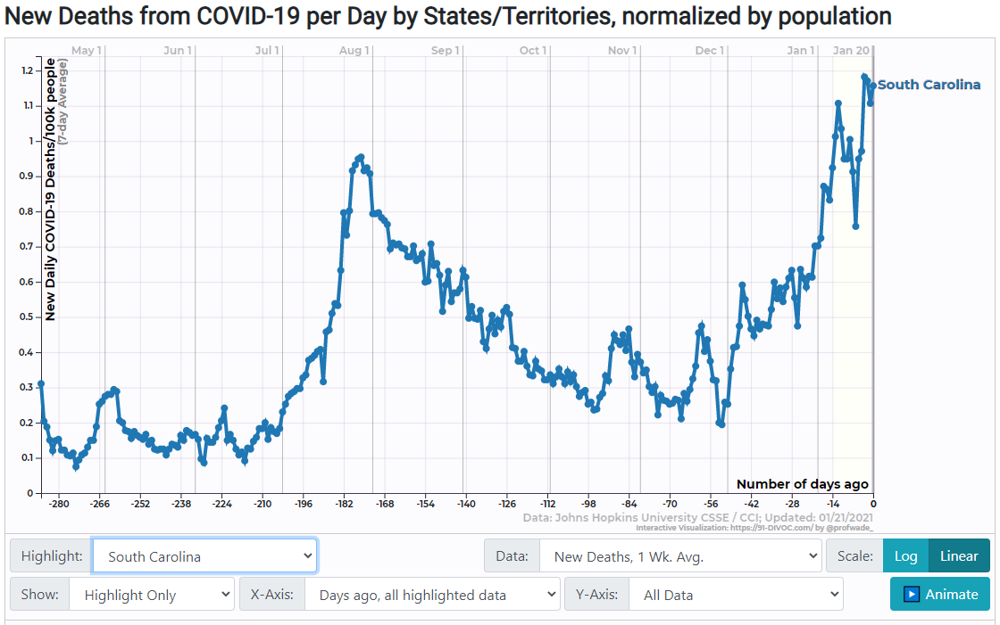 New Deaths from COVID-19 per Day by States/Territories, normalized by population
May 1 Jun 1 Jul 1 Aug 1 Sep 1 Oct 1 Nov 1 Dec 1 Jan 1 Jan 20
New Daily COVID-19 Deaths/100k people
(7-day Average)
1.2
1.1
1
0.9
0.8
0.7
0.6
0.5
0.4
0.3
0.2
0.1
0
South Carolina
Number of days ago
-280 -266 -252 -238 -224 -210 -196 -182 -168 -154 -140 -126 -112 -98 -84 -70 -56 -42 -28 -14 0
Data: Johns Hopkins University CSSE / CCI; Updated: 01/21/2021
Interactive Visualization: https://91-DIVOC.com/ by @profwade_
Highlight: South Carolina Data: New Deaths, 1 Wk. Avg. Scale: Log Linear
Show: Highlight Only X-Axis: Days ago, all highlighted data Y-Axis: All Data Animate